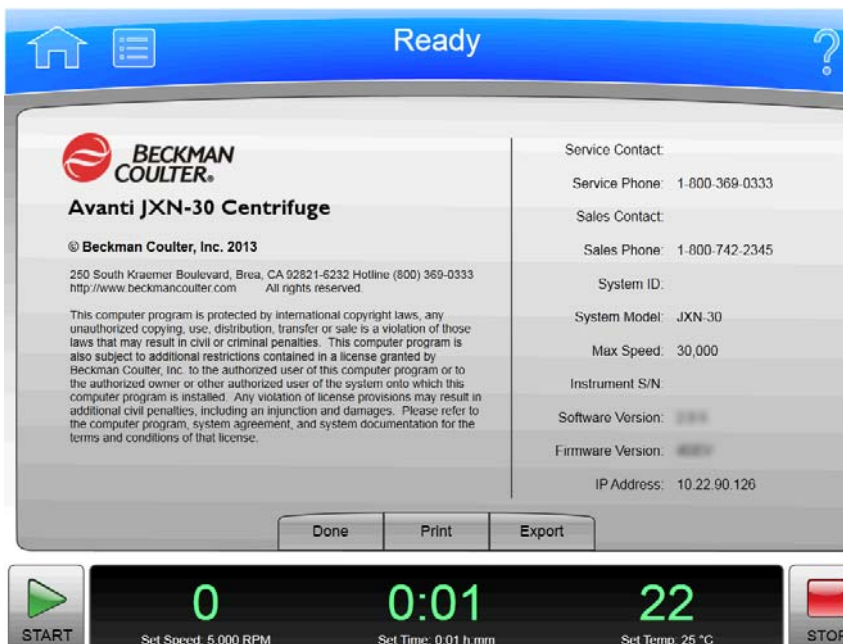 Ready
BECKMAN
COULTER®
Avanti JXN-30 Centrifuge
© Beckman Coulter, Inc. 2013
250 South Kraemer Boulevard, Brea, CA 92821-6232 Hotline (800) 369-0333
http://www.beckmancoulter.com All rights reserved.
This computer program is protected by international copyright laws, any
unauthorized copying, use, distribution, transfer or sale is a violation of those
laws that may result in civil or criminal penalties. This computer program is
also subject to additional restrictions contained in a license granted by
Beckman Coulter, Inc. to the authorized user of this computer program or to
the authorized owner or other authorized user of the system onto which this
computer program is installed. Any violation of license provisions may result in
additional civil penalties, including an injunction and damages. Please refer to
the computer program, system agreement, and system documentation for the
terms and conditions of that license.
Service Contact:
Service Phone: 1-800-369-0333
Sales Contact:
Sales Phone: 1-800-742-2345
System ID:
System Model: JXN-30
Max Speed: 30,000
Instrument S/N:
Software Version:
Firmware Version:
IP Address: 10.22.90.126
Done Print Export
0 0:01 22
START Set Speed: 5,000 RPM Set Time: 0:01 h:mm Set Temp: 25 °C STOP